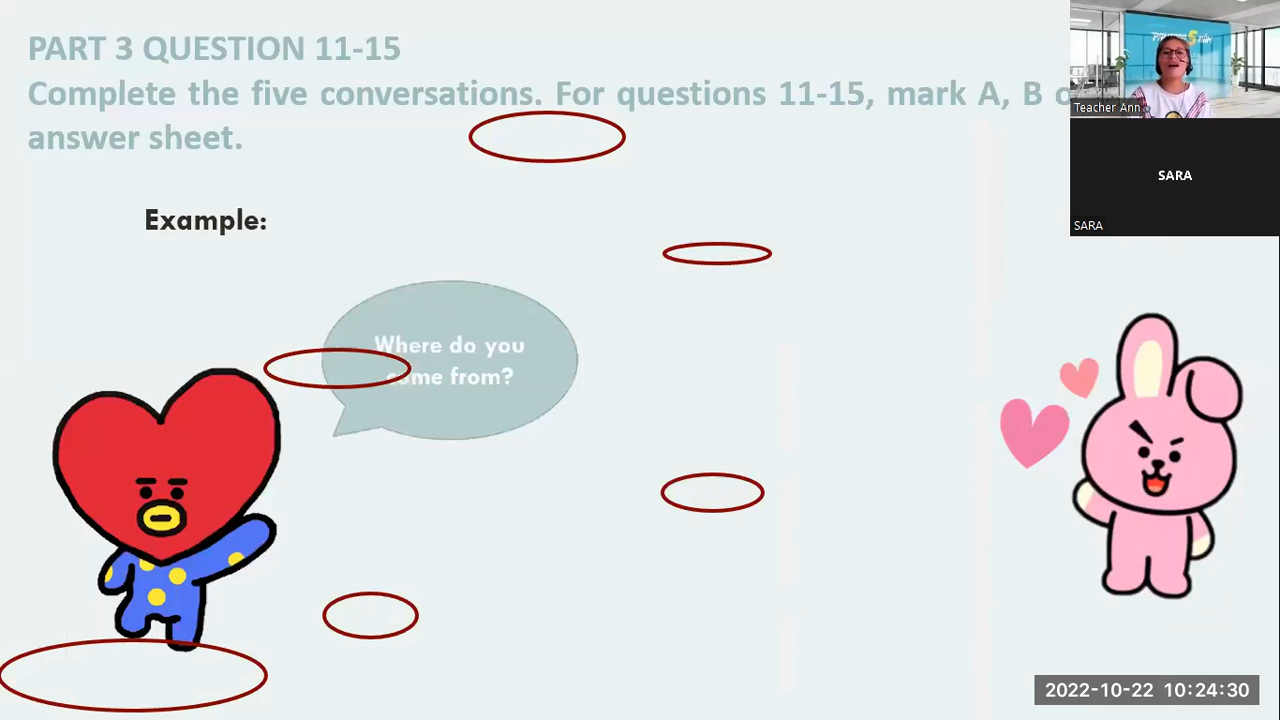 PART 3 QUESTION 11-15
Complete the five conversations. For questions 11-15, mark A, B
answer sheet.
Example:
Where do you
come from?
Teacher Ann
SARA
SARA
2022-10-22 10:24:30